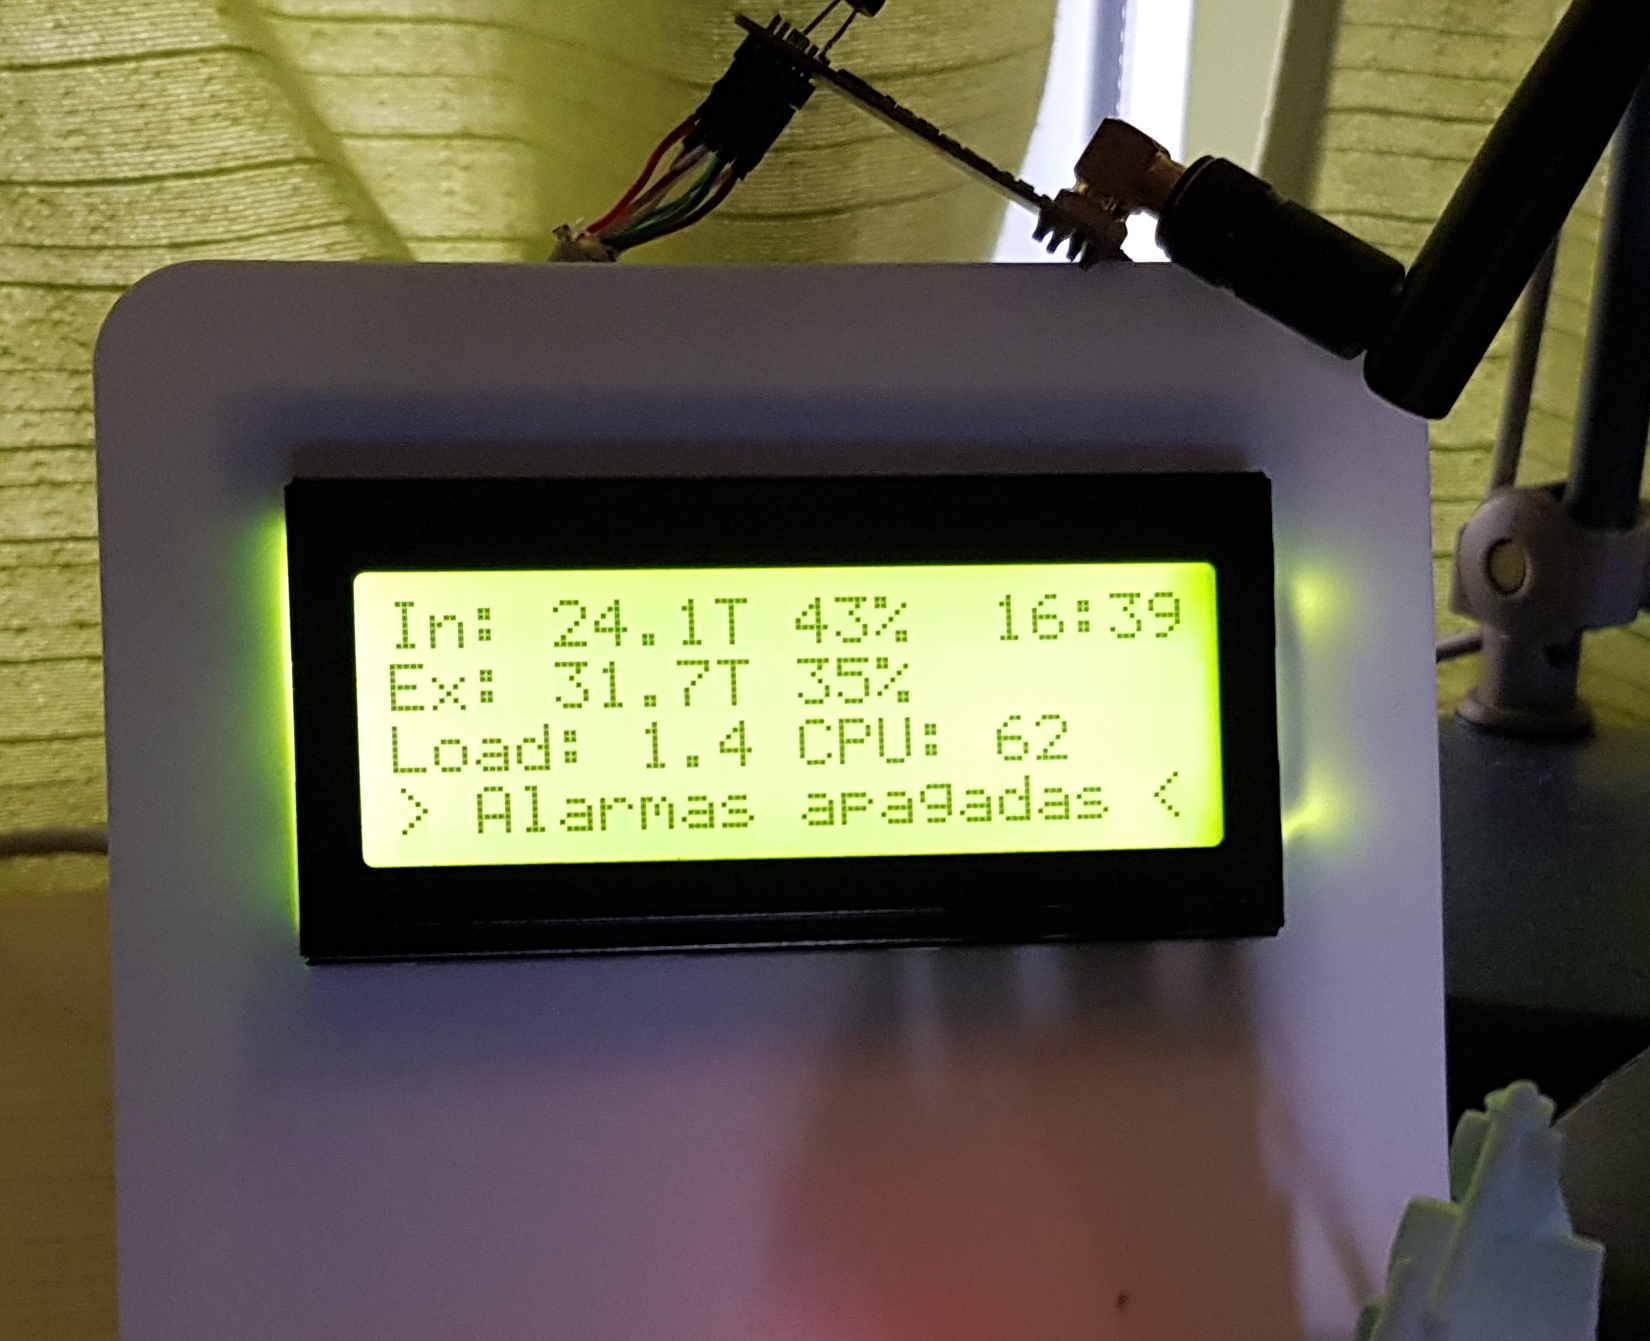 In: 24.1T 43% 16:39
Ex: 31.7T 35%
Load: 1.4 CPU: 62
> Alarmas apagadas <